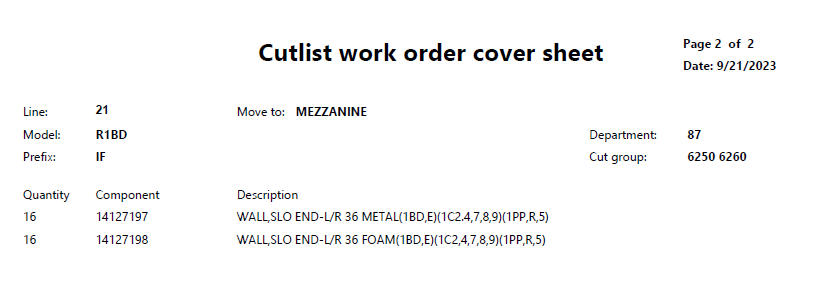 Cutlist work order cover sheet
Page 2 of 2
Date: 9/21/2023
Line: 21 Move to: MEZZANINE
Model: R1BD Department: 87
Prefix: IF Cut group: 6250 6260
Quantity Component Description
16 14127197 WALL,SLO END-L/R 36 METAL(1BD,E)(1C2.4,7,8,9)(1PP,R,5)
16 14127198 WALL,SLO END-L/R 36 FOAM(1BD,E)(1C2,4,7,8,9)(1PP,R,5)